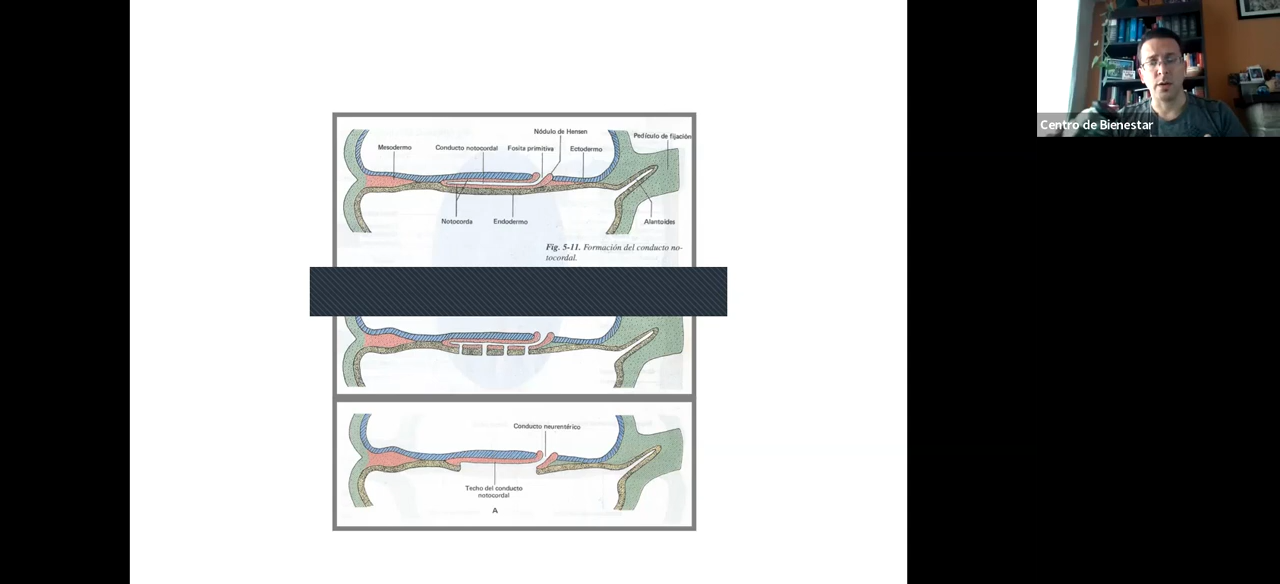 Centro de Bienestar
Nódulo de Hensen
Pedículo de fijación
Mesodermo
Conducto notocordal
Fosita primitiva
Ectodermo
Notocorda
Endodermo
Alantoides
Fig. 5-11. Formación del conducto no-
tocordal.
Conducto neurentérico
Techo del conducto
notocordal
A